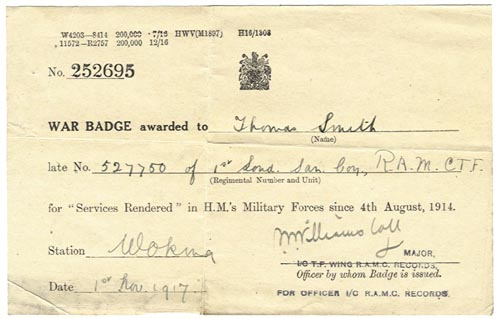 W4203—8414 200,000 7/16 HWV(M1897) H16/1303
11572—R2757 200,000 12/16
No. 252695
WAR BADGE awarded to Thomas Smith
(Name)
late No. 527750 of 1st Lond. San. Coy., R.A.M.C.T.F.
(Regimental Number and Unit)
for "Services Rendered" in H.M.'s Military Forces since 4th August, 1914.
Station Woking
MAJOR,
I/C T.F. WING R.A.M.C. RECORDS.
Officer by whom Badge is issued.
Date 1st Nov. 1917.
FOR OFFICER I/C R.A.M.C. RECORDS.